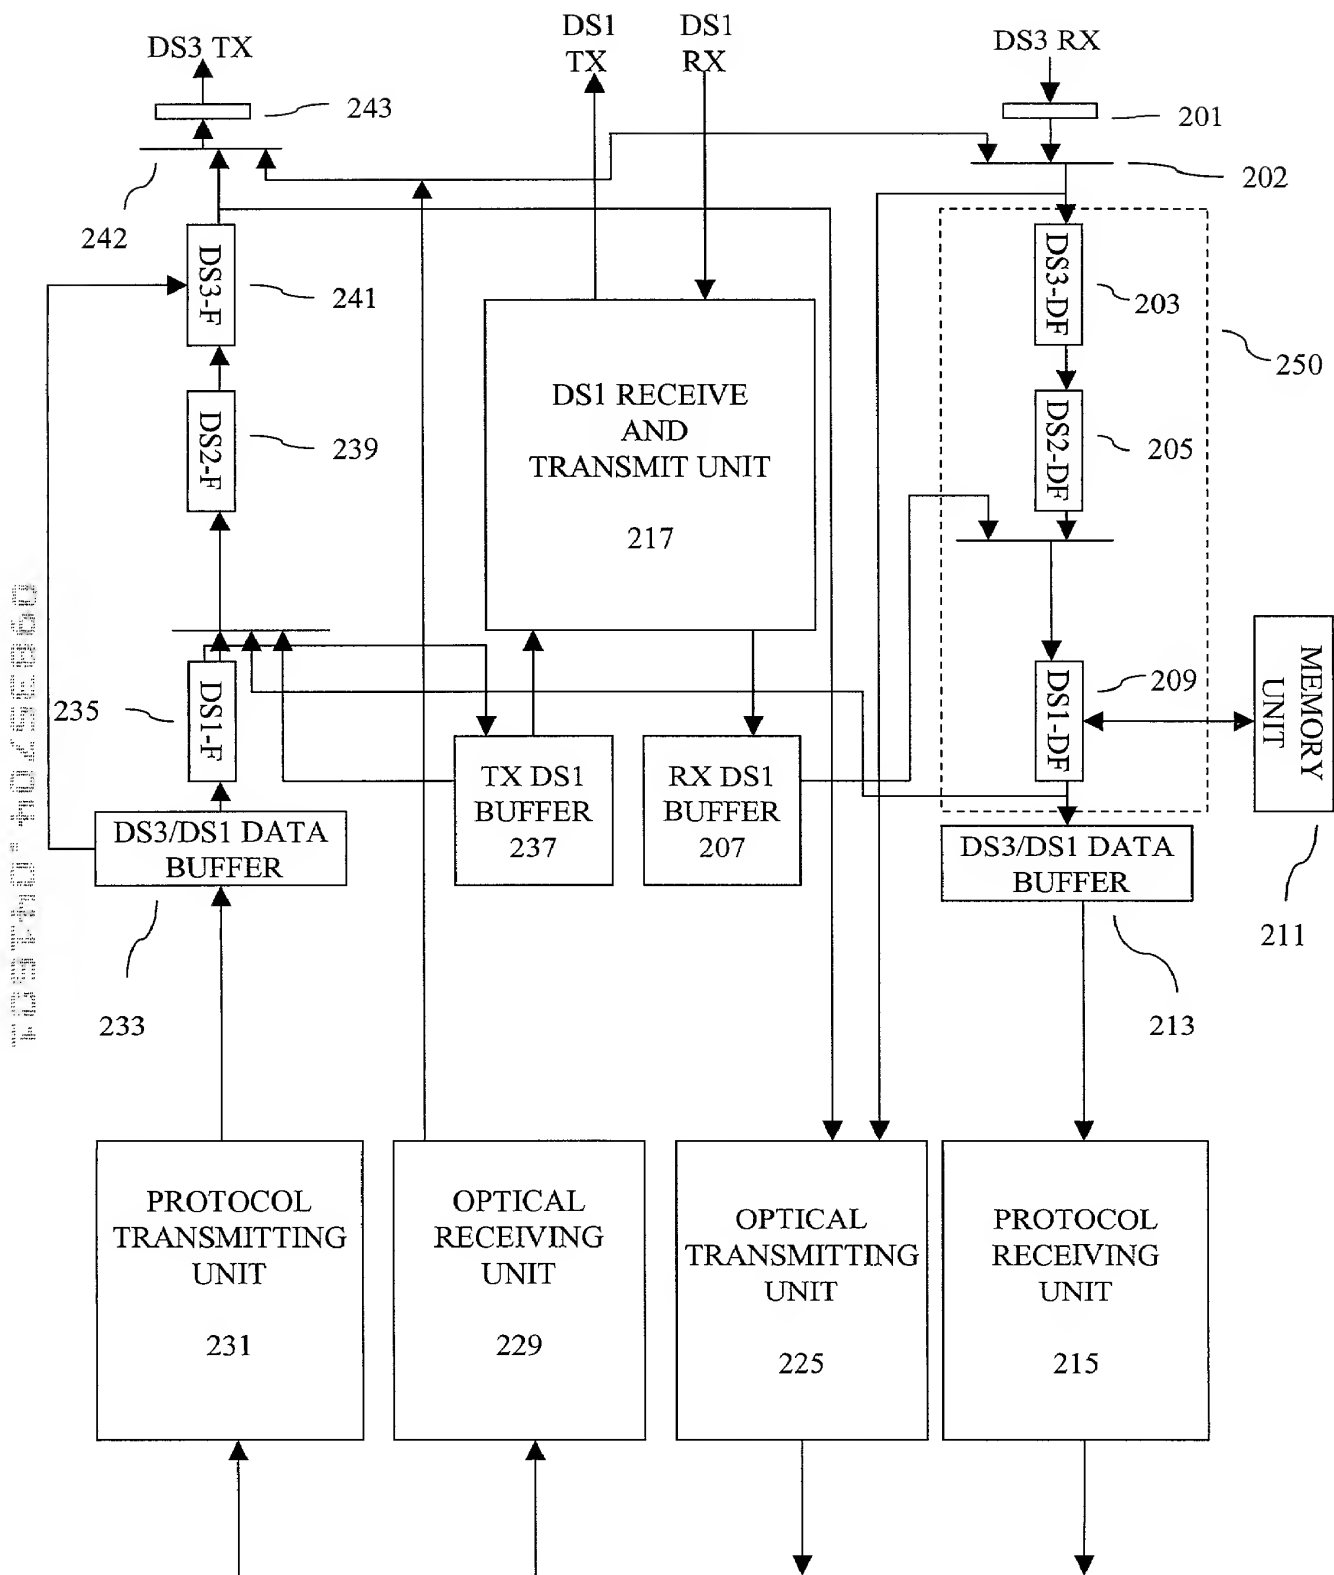 DS3 TX
DS1
TX
DS1
RX
DS3 RX
243
201
202
242
DS3-F
241
DS3-DF
203
250
DS2-F
239
DS1 RECEIVE
AND
TRANSMIT UNIT
217
DS2-DF
205
235
DS1-F
209
DS1-DF
MEMORY
UNIT
TX DS1
BUFFER
237
RX DS1
BUFFER
207
DS3/DS1 DATA
BUFFER
DS3/DS1 DATA
BUFFER
211
233
213
PROTOCOL
TRANSMITTING
UNIT
231
OPTICAL
RECEIVING
UNIT
229
OPTICAL
TRANSMITTING
UNIT
225
PROTOCOL
RECEIVING
UNIT
215